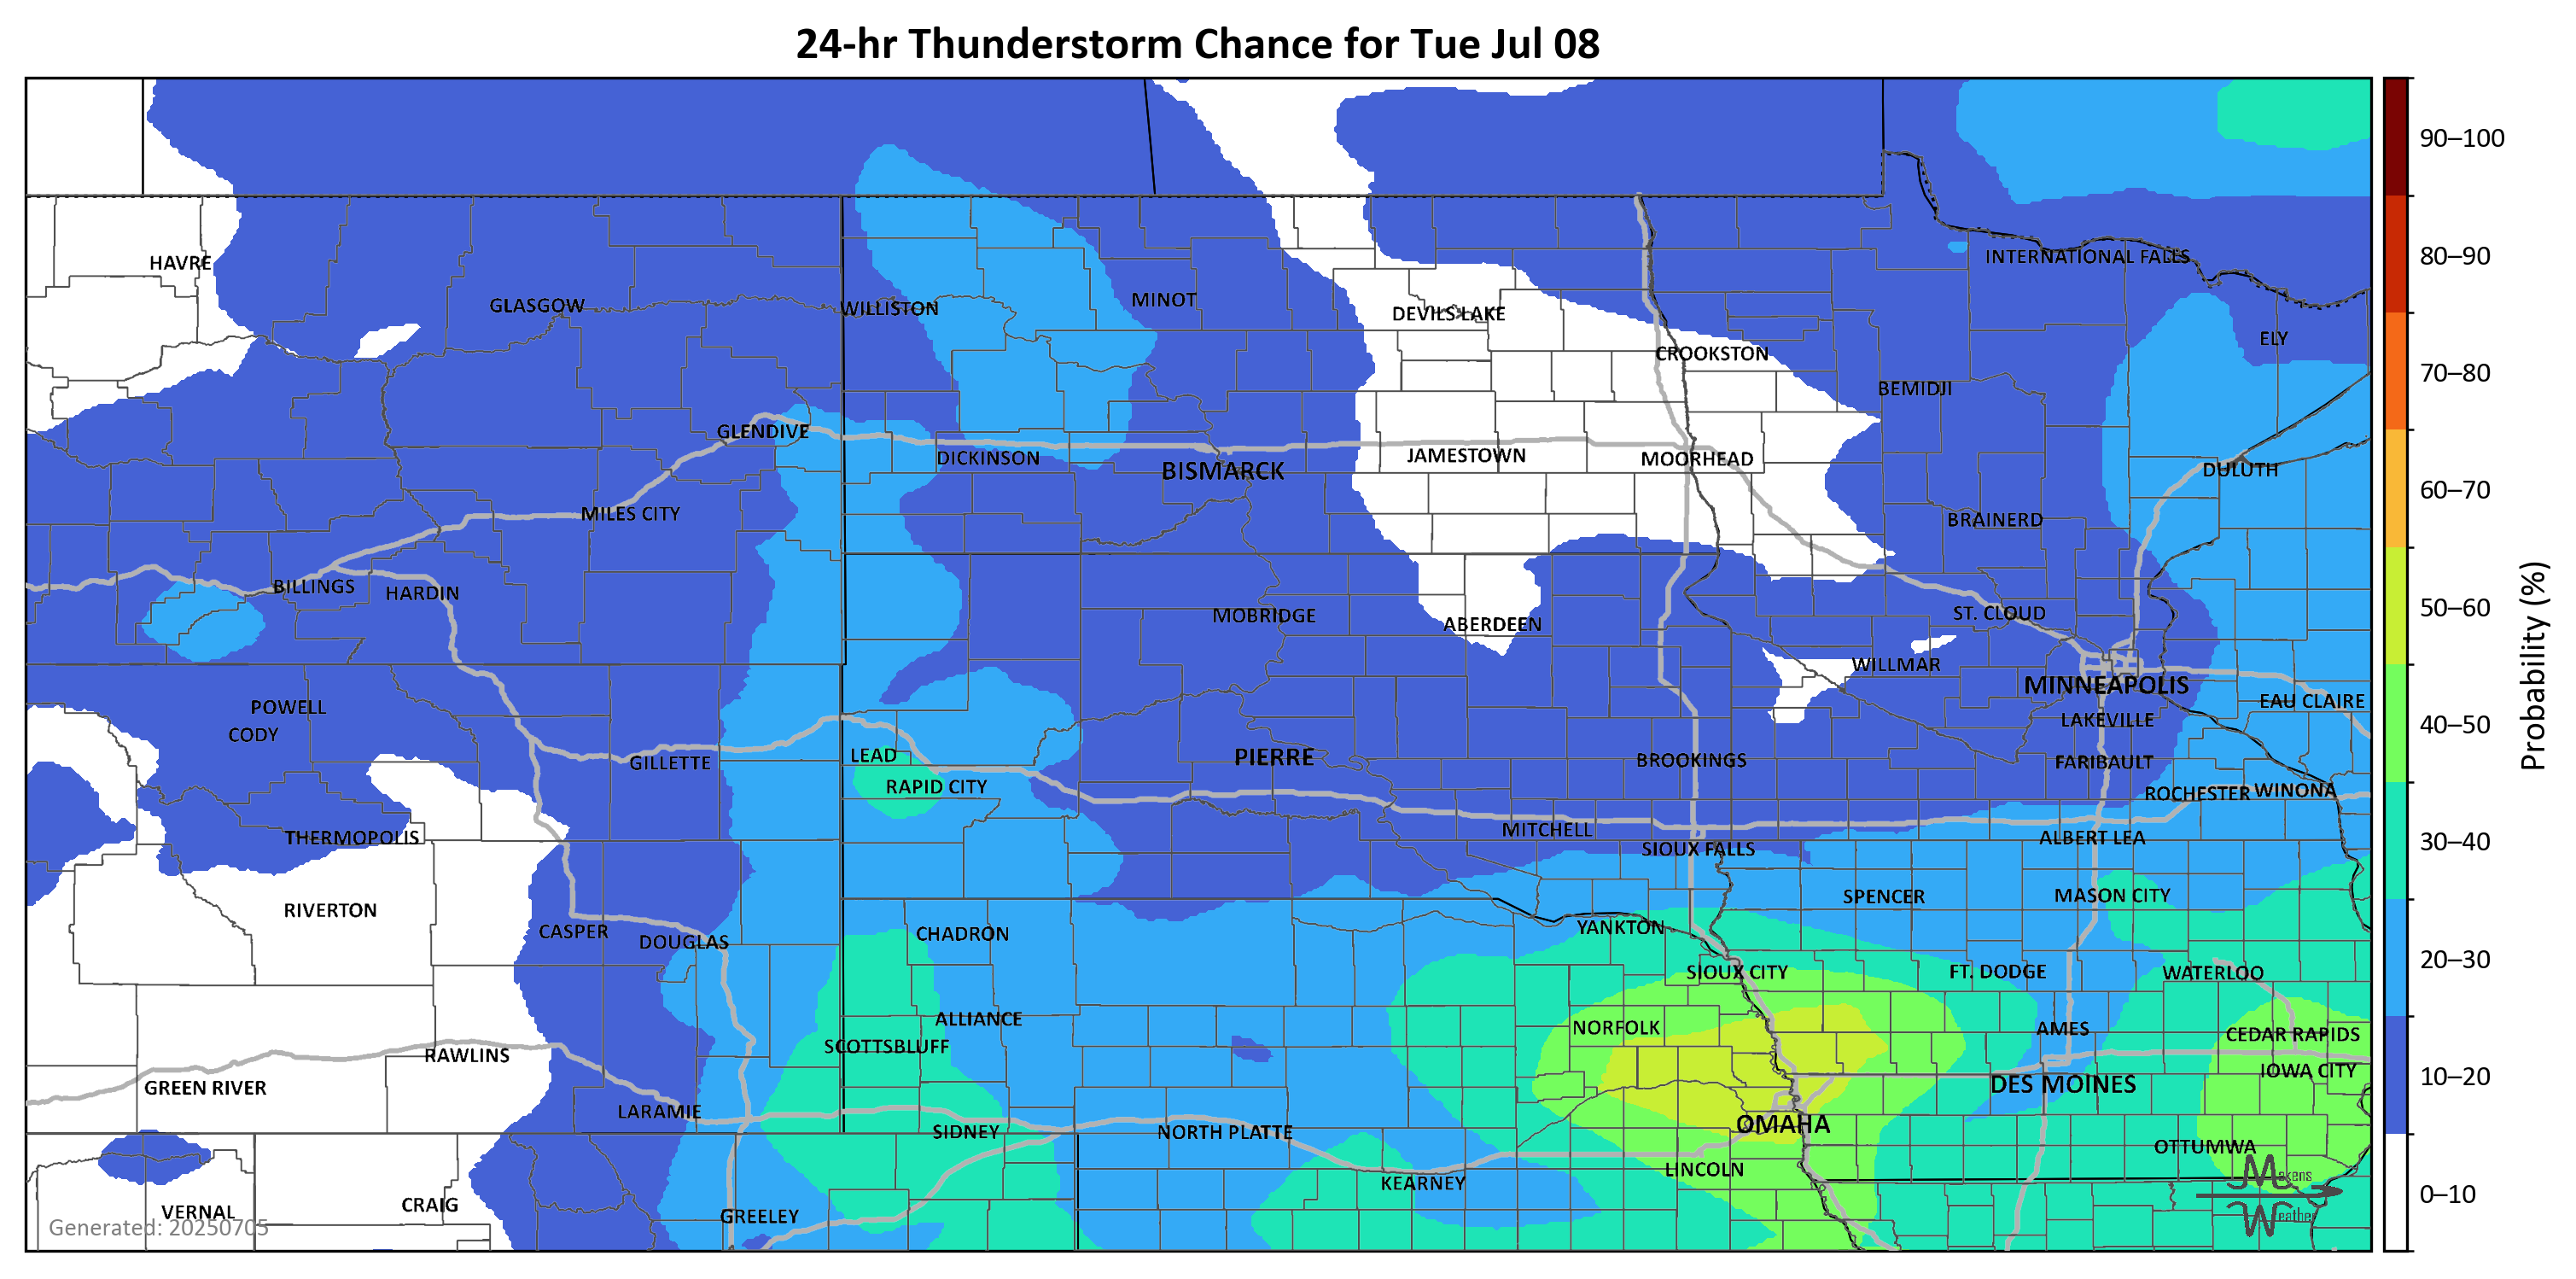 24-hr Thunderstorm Chance for Tue Jul 08
90–100
80–90
70–80
60–70
50–60
40–50
30–40
20–30
10–20
0–10
Probability (%)
HAVRE
INTERNATIONAL FALLS
GLASGOW
WILLISTON
MINOT
DEVILS LAKE
ELY
CROOKSTON
BEMIDJI
GLENDIVE
DICKINSON
BISMARCK
JAMESTOWN
MOORHEAD
DULUTH
MILES CITY
BRAINERD
BILLINGS
HARDIN
MOBRIDGE
ABERDEEN
ST. CLOUD
WILLMAR
MINNEAPOLIS
EAU CLAIRE
POWELL
CODY
LAKEVILLE
GILLETTE
LEAD
PIERRE
BROOKINGS
FARIBAULT
RAPID CITY
ROCHESTER
WINONA
THERMOPOLIS
MITCHELL
ALBERT LEA
SIOUX FALLS
RIVERTON
SPENCER
MASON CITY
CASPER
DOUGLAS
CHADRON
YANKTON
SIOUX CITY
FT. DODGE
WATERLOO
ALLIANCE
NORFOLK
AMES
CEDAR RAPIDS
SCOTTSBLUFF
RAWLINS
IOWA CITY
GREEN RIVER
DES MOINES
LARAMIE
SIDNEY
NORTH PLATTE
OMAHA
OTTUMWA
LINCOLN
KEARNEY
VERNAL
CRAIG
GREELEY
Generated: 20250705
Makens
Weather